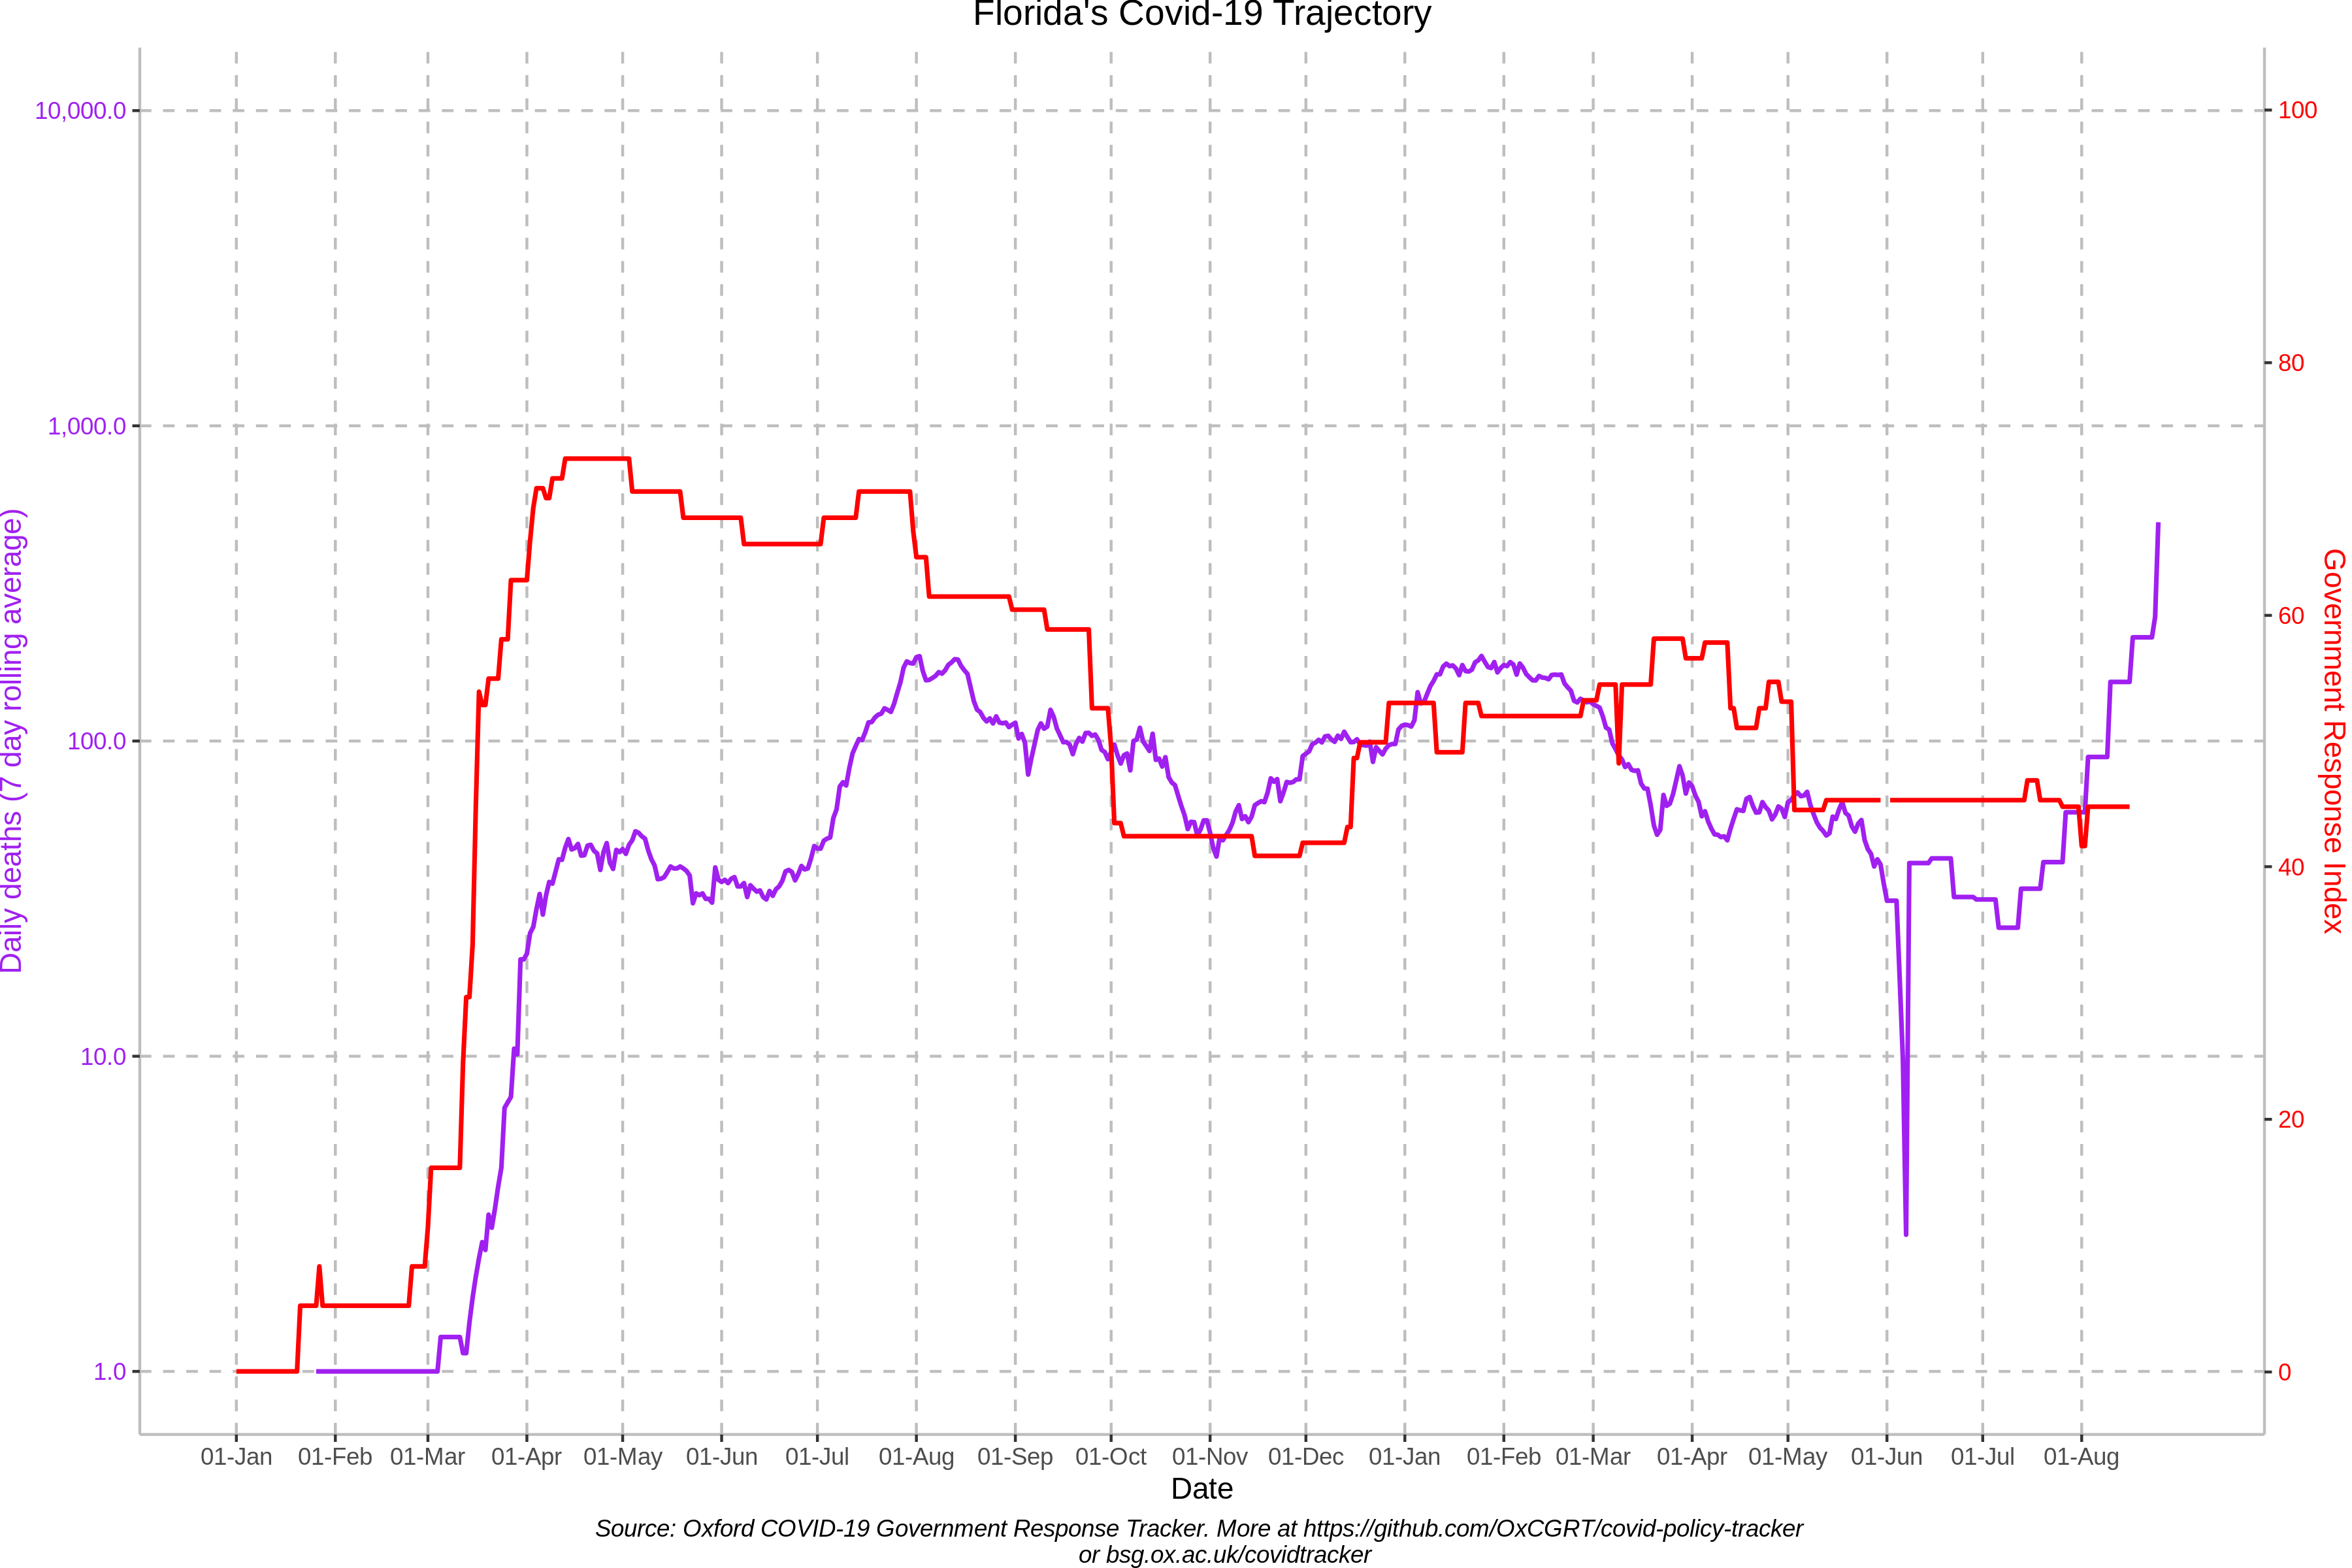 Florida's Covid-19 Trajectory
10,000.0
1,000.0
100.0
10.0
1.0
Daily deaths (7 day rolling average)
100
80
60
40
20
0
Government Response Index
01-Jan 01-Feb 01-Mar 01-Apr 01-May 01-Jun 01-Jul 01-Aug 01-Sep 01-Oct 01-Nov 01-Dec 01-Jan 01-Feb 01-Mar 01-Apr 01-May 01-Jun 01-Jul 01-Aug
Date
Source: Oxford COVID-19 Government Response Tracker. More at https://github.com/OxCGRT/covid-policy-tracker
or bsg.ox.ac.uk/covidtracker